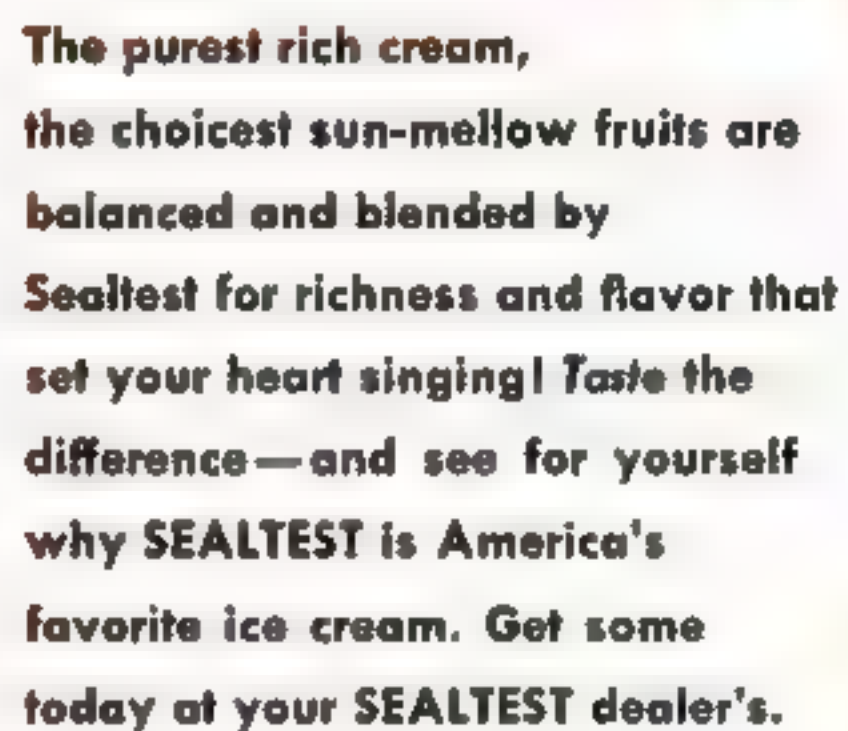 The purest rich cream,
the choicest sun-mellow fruits are
balanced and blended by
Sealtest for richness and flavor that
set your heart singing! Taste the
difference—and see for yourself
why SEALTEST is America's
favorite ice cream. Get some
today at your SEALTEST dealer's.